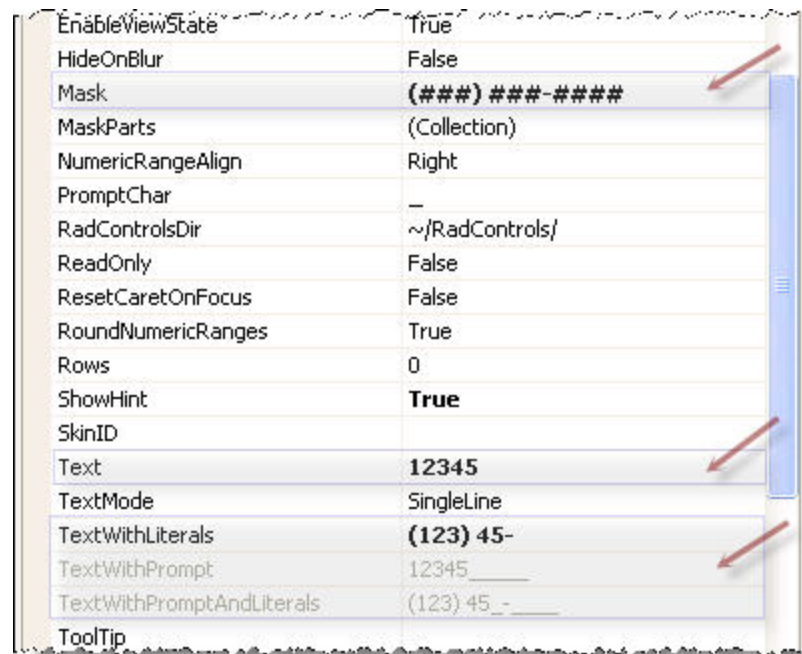 EnableViewState True
HideOnBlur False
Mask (###) ###-####
MaskParts (Collection)
NumericRangeAlign Right
PromptChar _
RadControlsDir ~/RadControls/
ReadOnly False
ResetCaretOnFocus False
RoundNumericRanges True
Rows 0
ShowHint True
SkinID
Text 12345
TextMode SingleLine
TextWithLiterals (123) 45-
TextWithPrompt 12345_____
TextWithPromptAndLiterals (123) 45_-____
ToolTip